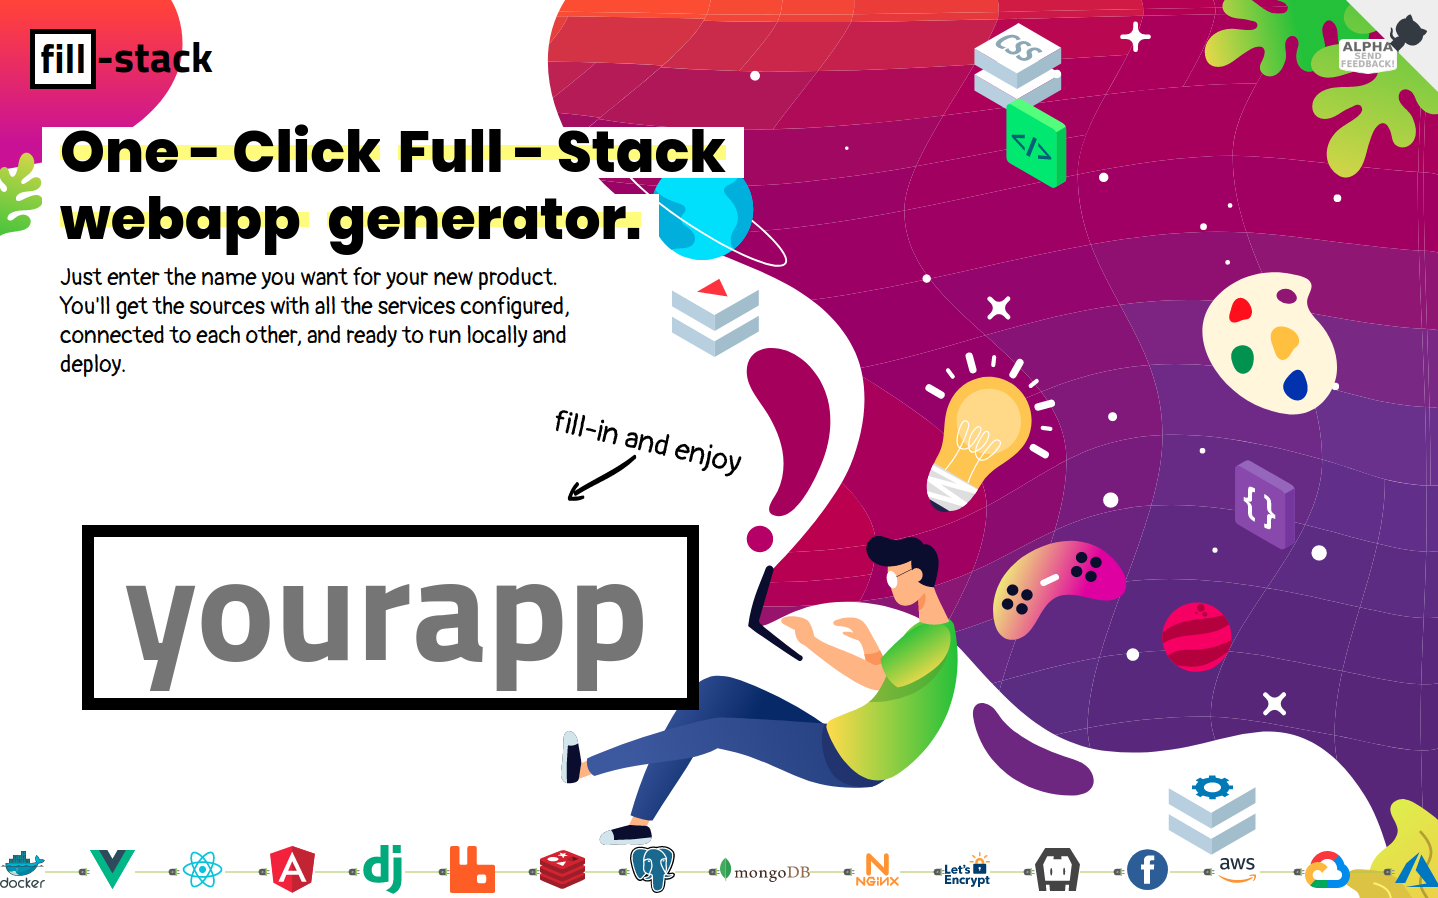 fill-stack
ALPHA
SEND
FEEDBACK!
CSS
</>
One-Click Full-Stack
webapp generator.
Just enter the name you want for your new product.
You'll get the sources with all the services configured,
connected to each other, and ready to run locally and
deploy.
fill-in and enjoy
{}
yourapp
docker
dj
mongoDB
NGINX
Let's
Encrypt
f
aws